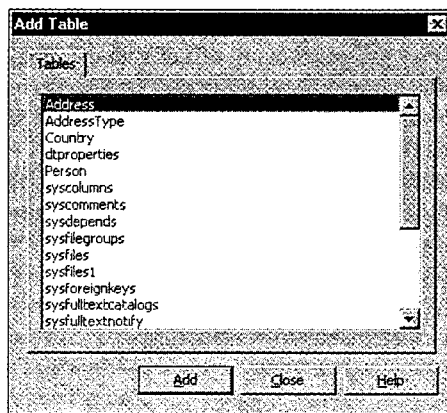 Add Table
Tables
Address
AddressType
Country
dtproperties
Person
syscolumns
syscomments
sysdepends
sysfilegroups
sysfiles
sysfiles1
sysforeignkeys
sysfulltextcatalogs
sysfulltextnotify
Add
Close
Help